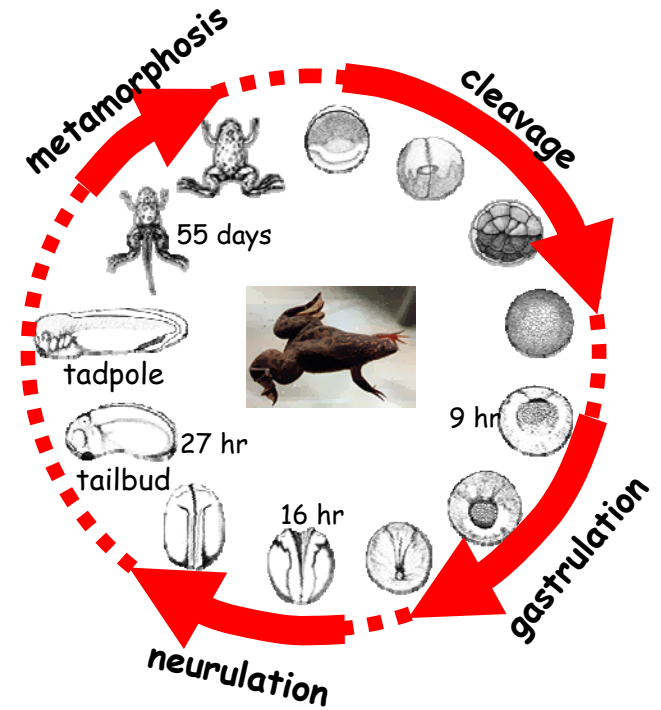 metamorphosis
cleavage
55 days
tadpole
9 hr
27 hr
tailbud
16 hr
gastrulation
neurulation